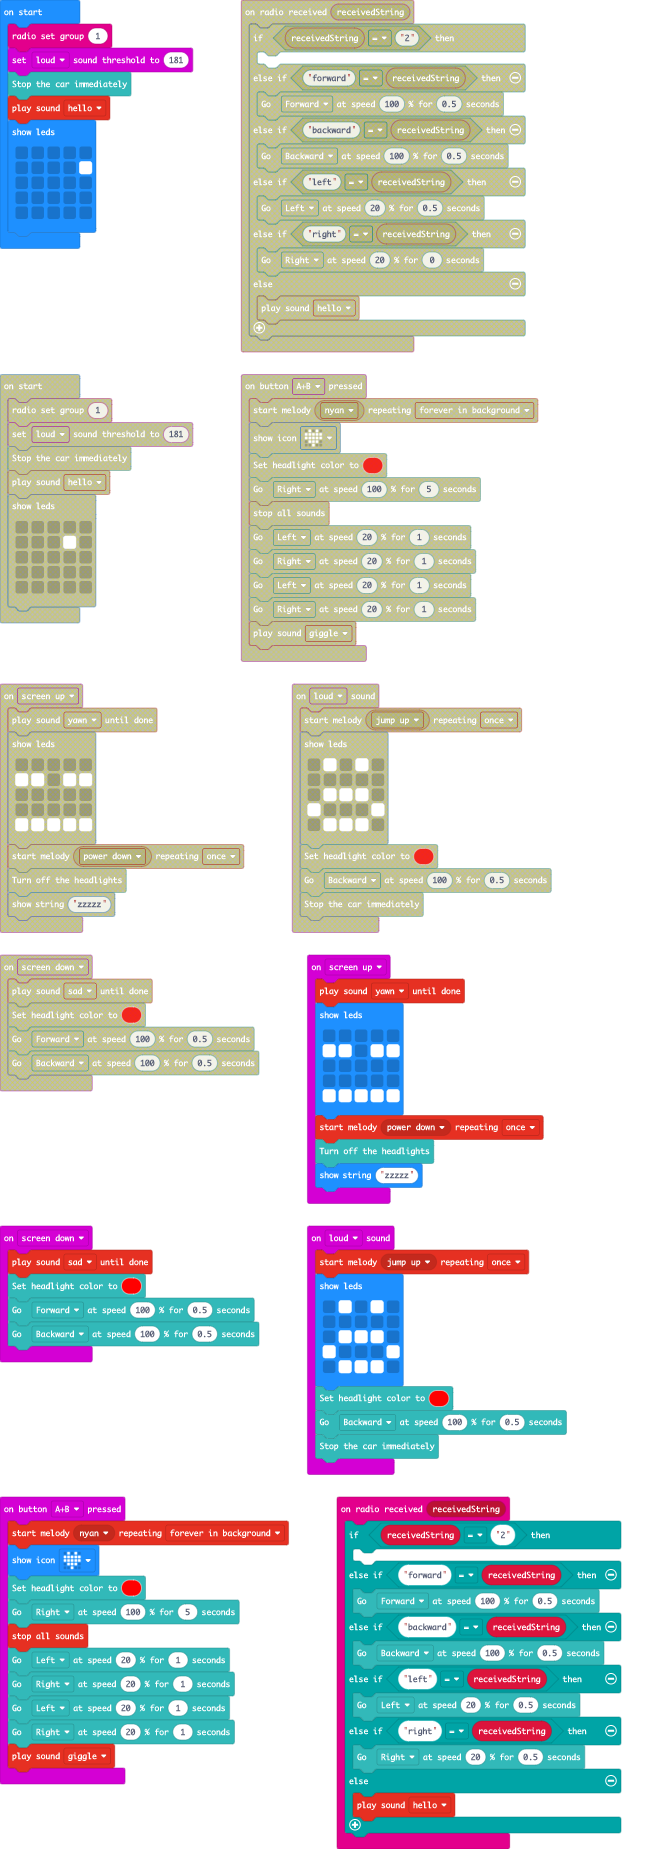 on start
radio set group 1
set loud sound threshold to 181
Stop the car immediately
play sound hello
show leds
on radio received receivedString
if receivedString = "2" then
else if "forward" = receivedString then
Go Forward at speed 100 % for 0.5 seconds
else if "backward" = receivedString then
Go Backward at speed 100 % for 0.5 seconds
else if "left" = receivedString then
Go Left at speed 20 % for 0.5 seconds
else if "right" = receivedString then
Go Right at speed 20 % for 0 seconds
else
play sound hello
on start
radio set group 1
set loud sound threshold to 181
Stop the car immediately
play sound hello
show leds
on button A+B pressed
start melody nyan repeating forever in background
show icon
Set headlight color to
Go Right at speed 100 % for 5 seconds
stop all sounds
Go Left at speed 20 % for 1 seconds
Go Right at speed 20 % for 1 seconds
Go Left at speed 20 % for 1 seconds
Go Right at speed 20 % for 1 seconds
play sound giggle
on screen up
play sound yawn until done
show leds
start melody power down repeating once
Turn off the headlights
show string "zzzzz"
on loud sound
start melody jump up repeating once
show leds
Set headlight color to
Go Backward at speed 100 % for 0.5 seconds
Stop the car immediately
on screen down
play sound sad until done
Set headlight color to
Go Forward at speed 100 % for 0.5 seconds
Go Backward at speed 100 % for 0.5 seconds
on screen up
play sound yawn until done
show leds
start melody power down repeating once
Turn off the headlights
show string "zzzzz"
on screen down
play sound sad until done
Set headlight color to
Go Forward at speed 100 % for 0.5 seconds
Go Backward at speed 100 % for 0.5 seconds
on loud sound
start melody jump up repeating once
show leds
Set headlight color to
Go Backward at speed 100 % for 0.5 seconds
Stop the car immediately
on button A+B pressed
start melody nyan repeating forever in background
show icon
Set headlight color to
Go Right at speed 100 % for 5 seconds
stop all sounds
Go Left at speed 20 % for 1 seconds
Go Right at speed 20 % for 1 seconds
Go Left at speed 20 % for 1 seconds
Go Right at speed 20 % for 1 seconds
play sound giggle
on radio received receivedString
if receivedString = "2" then
else if "forward" = receivedString then
Go Forward at speed 100 % for 0.5 seconds
else if "backward" = receivedString then
Go Backward at speed 100 % for 0.5 seconds
else if "left" = receivedString then
Go Left at speed 20 % for 0.5 seconds
else if "right" = receivedString then
Go Right at speed 20 % for 0.5 seconds
else
play sound hello